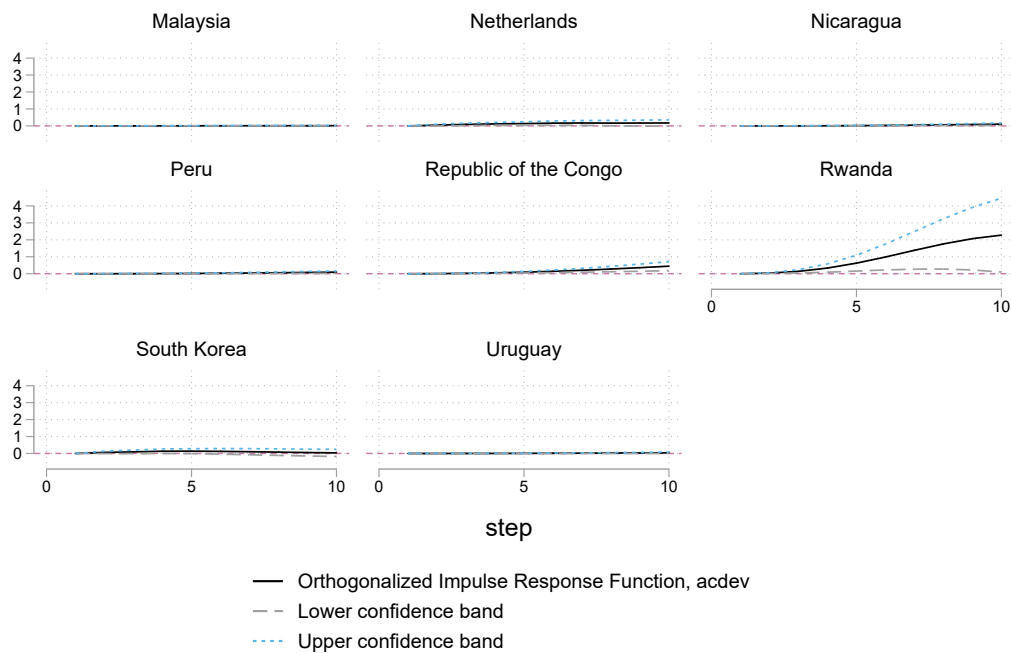 Malaysia Netherlands Nicaragua
4
3
2
1
0
Peru Republic of the Congo Rwanda
4
3
2
1
0
0 5 10
South Korea Uruguay
4
3
2
1
0
0 5 10 0 5 10
step
Orthogonalized Impulse Response Function, acdev
Lower confidence band
Upper confidence band